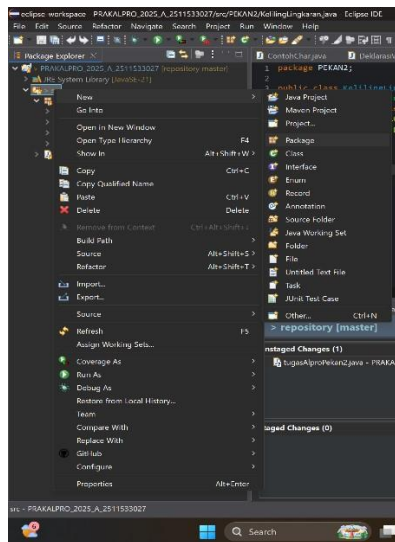 eclipse workspace PRAKALPRO_2025_A_2511533027/src/PEKAN2/KelilingLingkaran.java Eclipse IDE
File Edit Source Refactor Navigate Search Project Run Window Help
Package Explorer
ContohChar.java
PRAKALPRO_2025_A_2511533027 [repository master]
JRE System Library [JavaSE-21]
1 package PEKAN2;
2
New
Go Into
Open in New Window
Open Type Hierarchy F4
Show In Alt+Shift+W >
Copy Ctrl+C
Copy Qualified Name
Paste Ctrl+V
Delete Delete
Remove from Context
Build Path
Source Alt+Shift+S >
Refactor Alt+Shift+T >
Import...
Export...
Source
Refresh F5
Assign Working Sets...
Coverage As
Run As
Debug As
Restore from Local History...
Team
Compare With
Replace With
GitHub
Configure
Properties Alt+Enter
Java Project
Maven Project
Project...
Package
Class
Interface
Enum
Record
Annotation
Source Folder
Java Working Set
Folder
File
Untitled Text File
Task
JUnit Test Case
Other... Ctrl+N
> repository [master]
nstaged Changes (1)
tugasAlproPekan2.java - PRAKA
taged Changes (0)
src - PRAKALPRO_2025_A_2511533027
Search